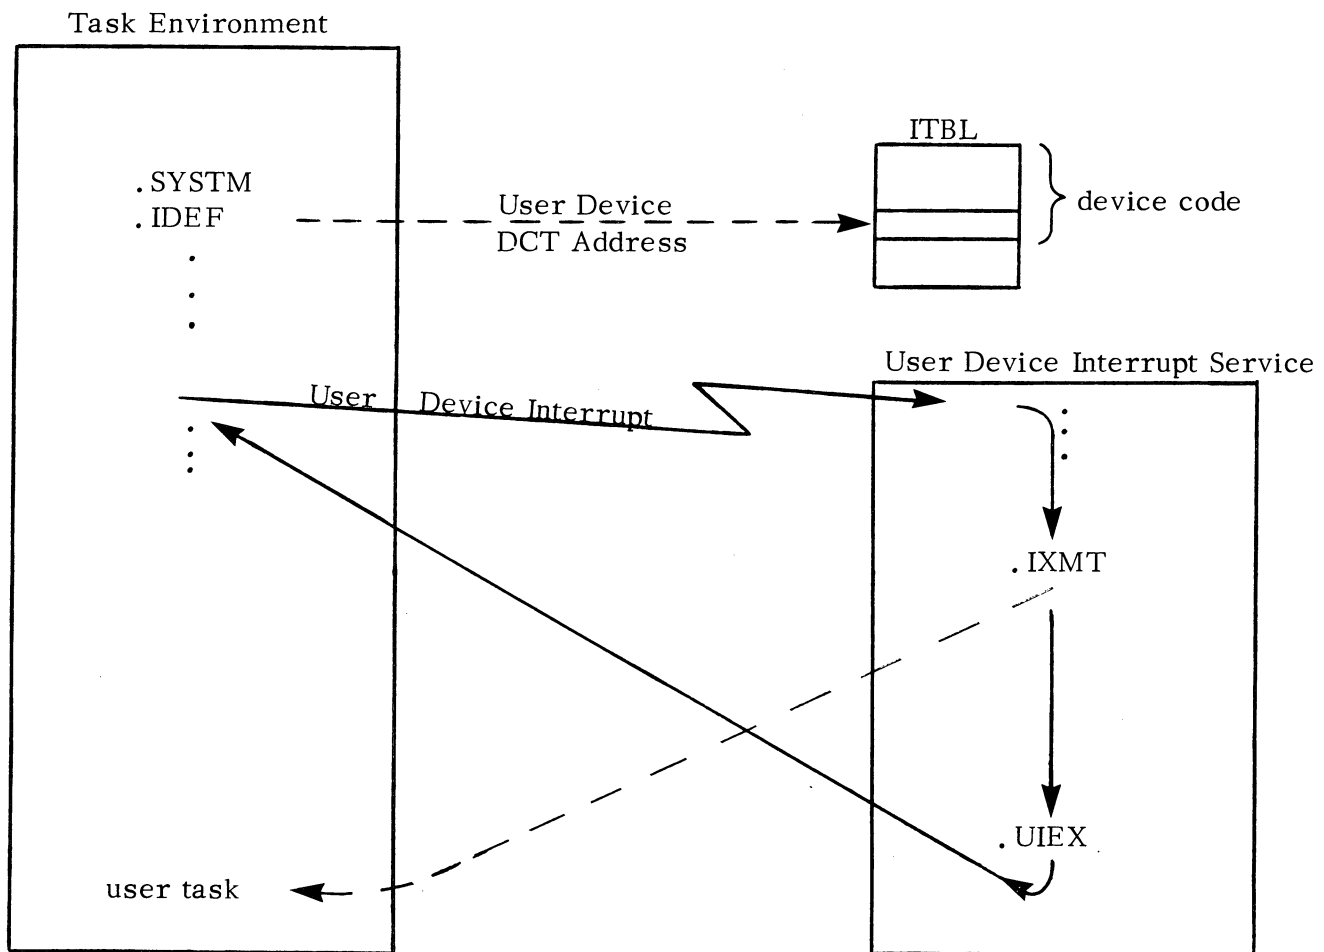 Task Environment
ITBL
.SYSTM
User Device
device code
.IDEF
DCT Address
User Device Interrupt Service
User Device Interrupt
.IXMT
.UIEX
user task